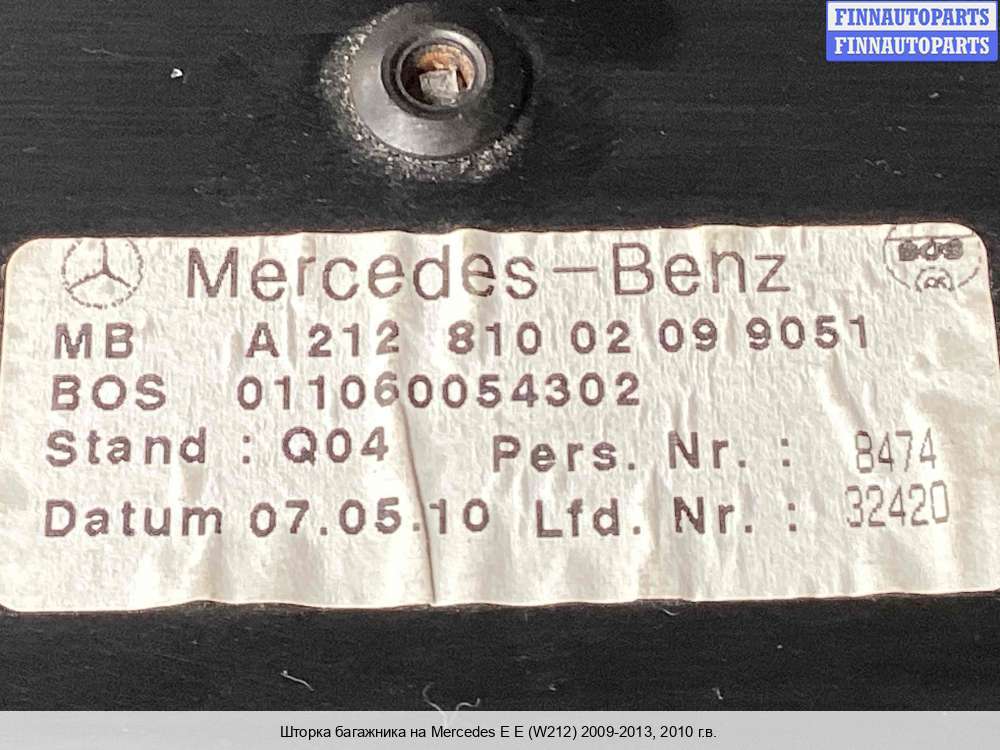 FINNAUTOPARTS
FINNAUTOPARTS
Mercedes-Benz
BOS
MB A 212 810 02 09 9051
BOS 011060054302
Stand : Q04 Pers. Nr. : 8474
Datum 07.05.10 Lfd. Nr. : 32420
Шторка багажника на Mercedes E E (W212) 2009-2013, 2010 г.в.